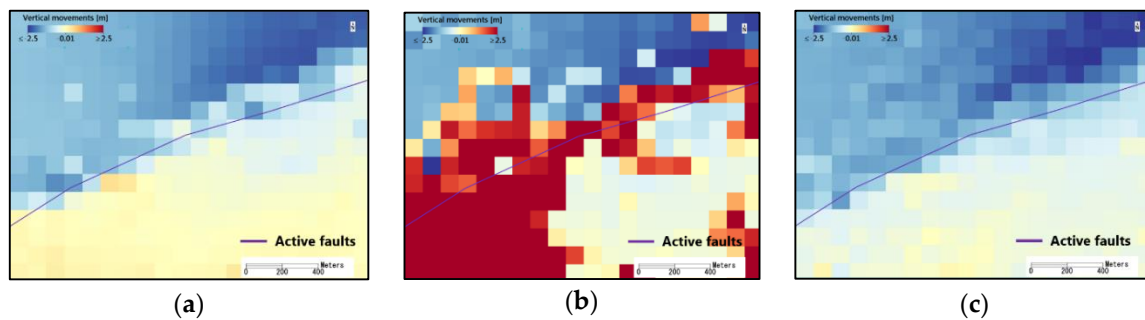 Vertical movements [m]
≤ -2.5 0.01 ≥2.5
Active faults
Meters
0 200 400
(a)
Vertical movements [m]
≤ -2.5 0.01 ≥2.5
Active faults
Meters
0 200 400
(b)
Vertical movements [m]
≤ -2.5 0.01 ≥2.5
Active faults
Meters
0 200 400
(c)